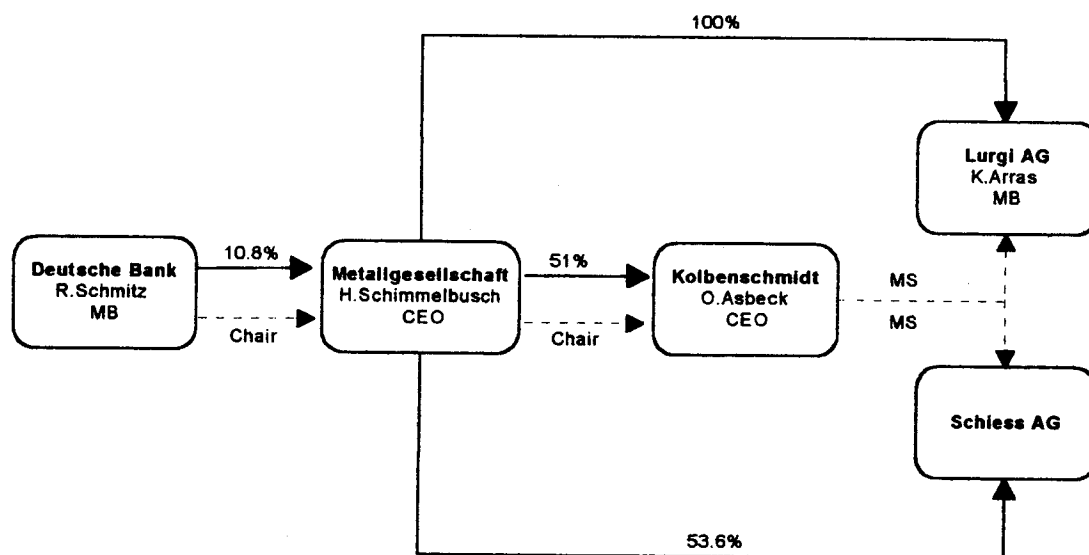 100%
Lurgi AG
K.Arras
MB
Deutsche Bank
R.Schmitz
MB
10.8%
Chair
Metallgesellschaft
H.Schimmelbusch
CEO
51%
Chair
Kolbenschmidt
O.Asbeck
CEO
MS
MS
Schiess AG
53.6%